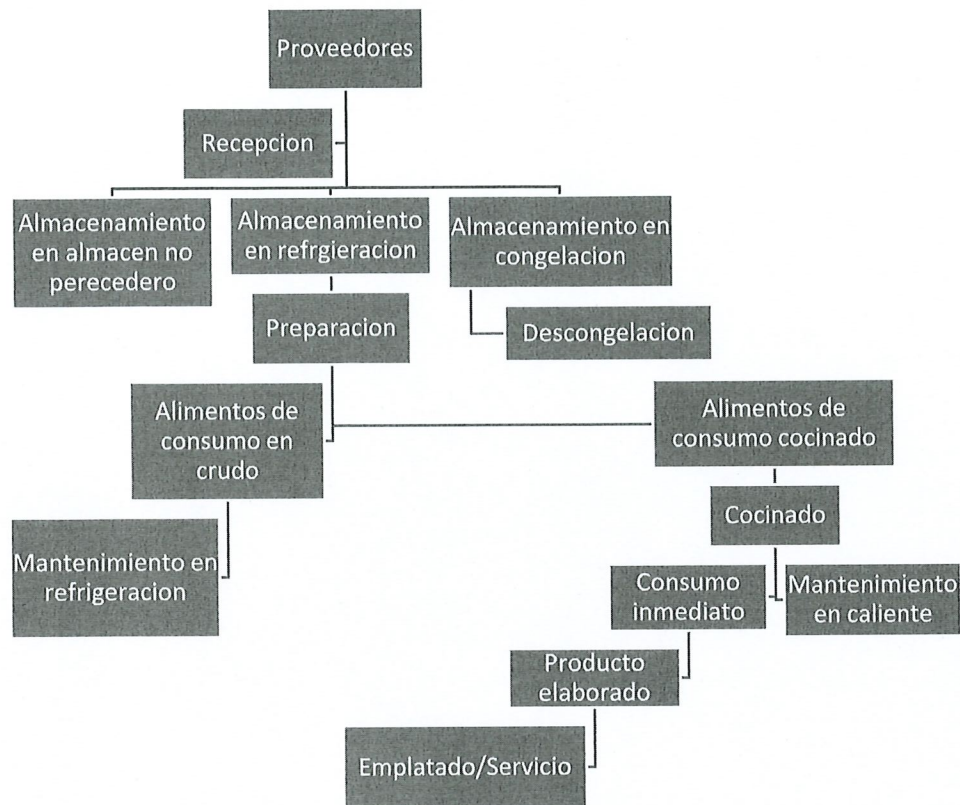 Proveedores
Recepcion
Almacenamiento
en almacen no
perecedero
Almacenamiento
en refrgieracion
Almacenamiento en
congelacion
Preparacion
Descongelacion
Alimentos de
consumo en
crudo
Alimentos de
consumo cocinado
Mantenimiento en
refrigeracion
Cocinado
Consumo
inmediato
Mantenimiento
en caliente
Producto
elaborado
Emplatado/Servicio